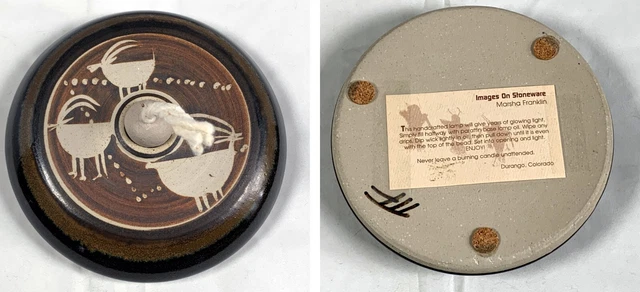 Images On Stoneware
Marsha Franklin
This handcrafted lamp will give years of glowing light.
Simply fill halfway with paraffin base lamp oil. Wipe any
drips. Dip wick lightly in oil, then pull down until it is even
with the top of the bead. Set into opening and light.
ENJOY!
Never leave a burning candle unattended.
Durango, Colorado